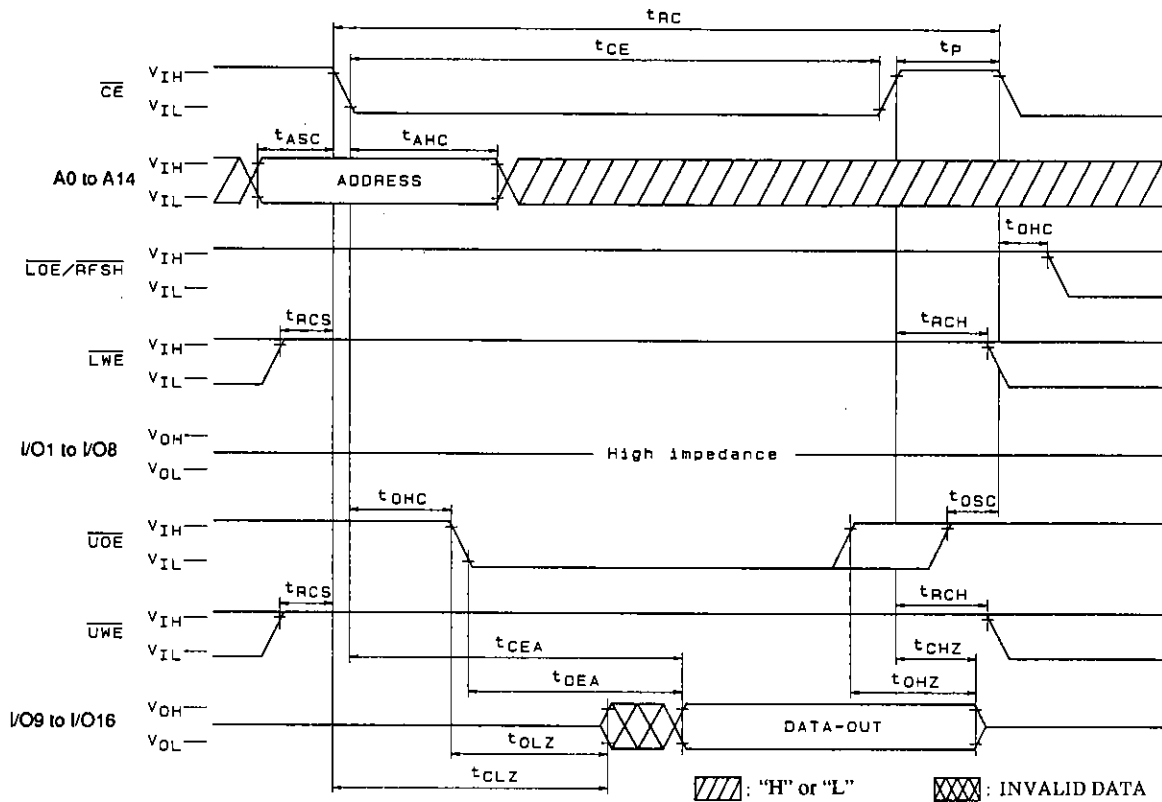 tRC
tCE
tP
CE
VIH
VIL
tASC
tAHC
A0 to A14
VIH
VIL
ADDRESS
LOE/RFSH
VIH
VIL
tOHC
tRCS
tRCH
LWE
VIH
VIL
I/O1 to I/O8
VOH
VOL
High impedance
tOHC
tOSC
UOE
VIH
VIL
tRCS
tRCH
UWE
VIH
VIL
tCEA
tCHZ
tOEA
tOHZ
I/O9 to I/O16
VOH
VOL
DATA-OUT
tOLZ
tCLZ
: "H" or "L"
: INVALID DATA